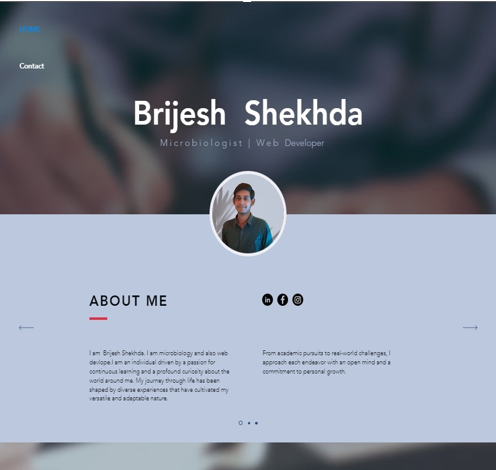 HOME
Contact
Brijesh Shekhda
Microbiologist | Web Developer
ABOUT ME
in f
I am Brijesh Shekhda. I am microbiology and also web
devlope.I am an individual driven by a passion for
continuous learning and a profound curiosity about the
world around me. My journey through life has been
shaped by diverse experiences that have cultivated my
versatile and adaptable nature.
From academic pursuits to real-world challenges, I
approach each endeavor with an open mind and a
commitment to personal growth.